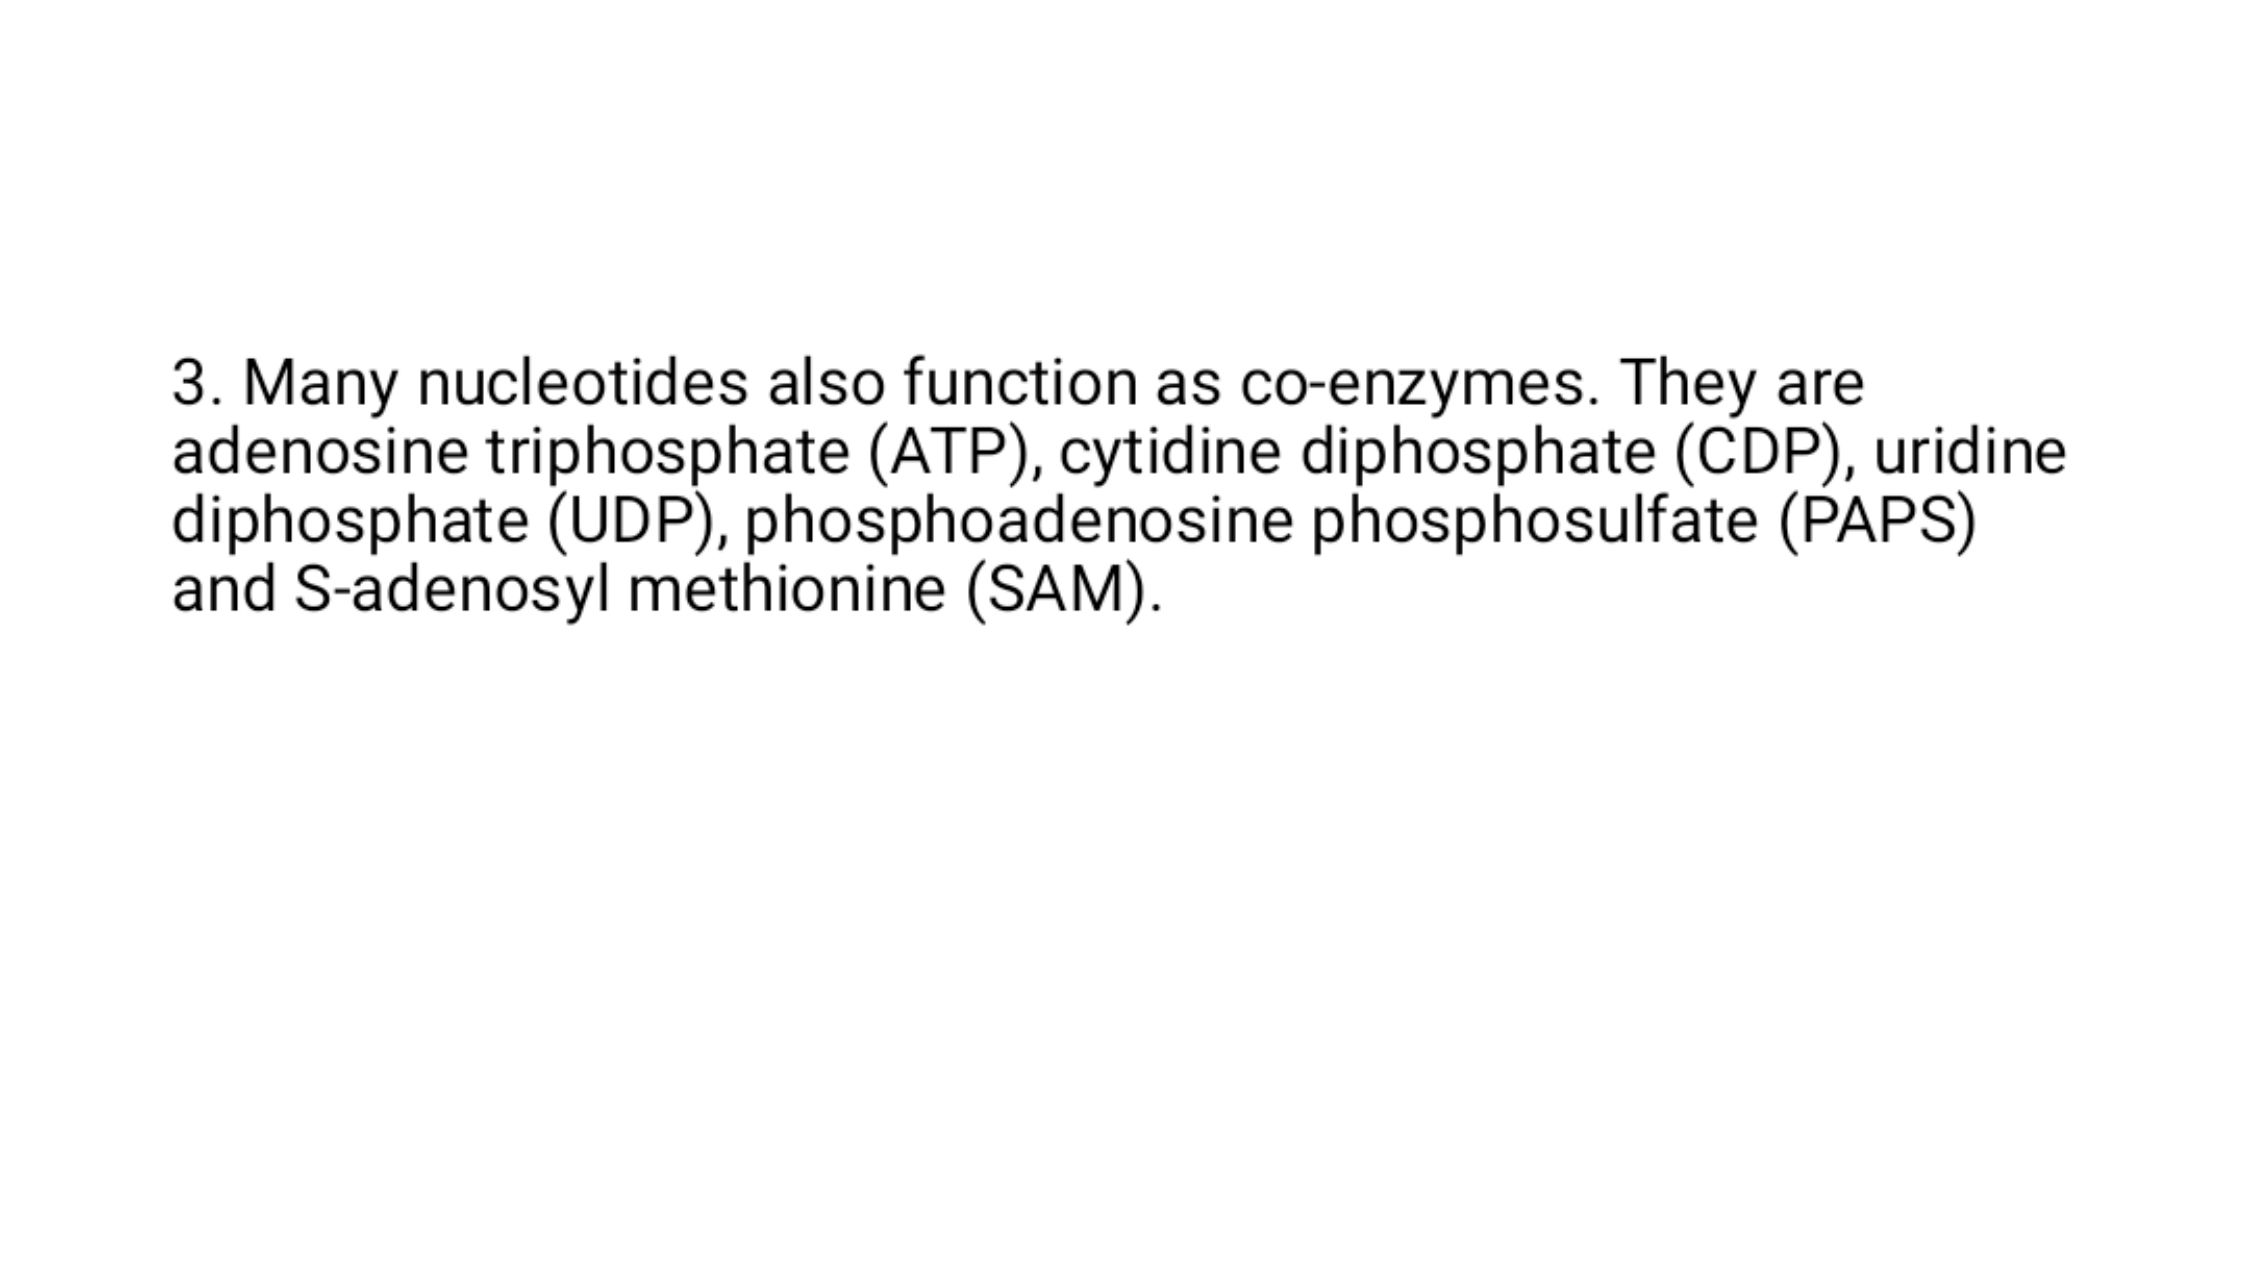 3. Many nucleotides also function as co-enzymes. They are
adenosine triphosphate (ATP), cytidine diphosphate (CDP), uridine
diphosphate (UDP), phosphoadenosine phosphosulfate (PAPS)
and S-adenosyl methionine (SAM).